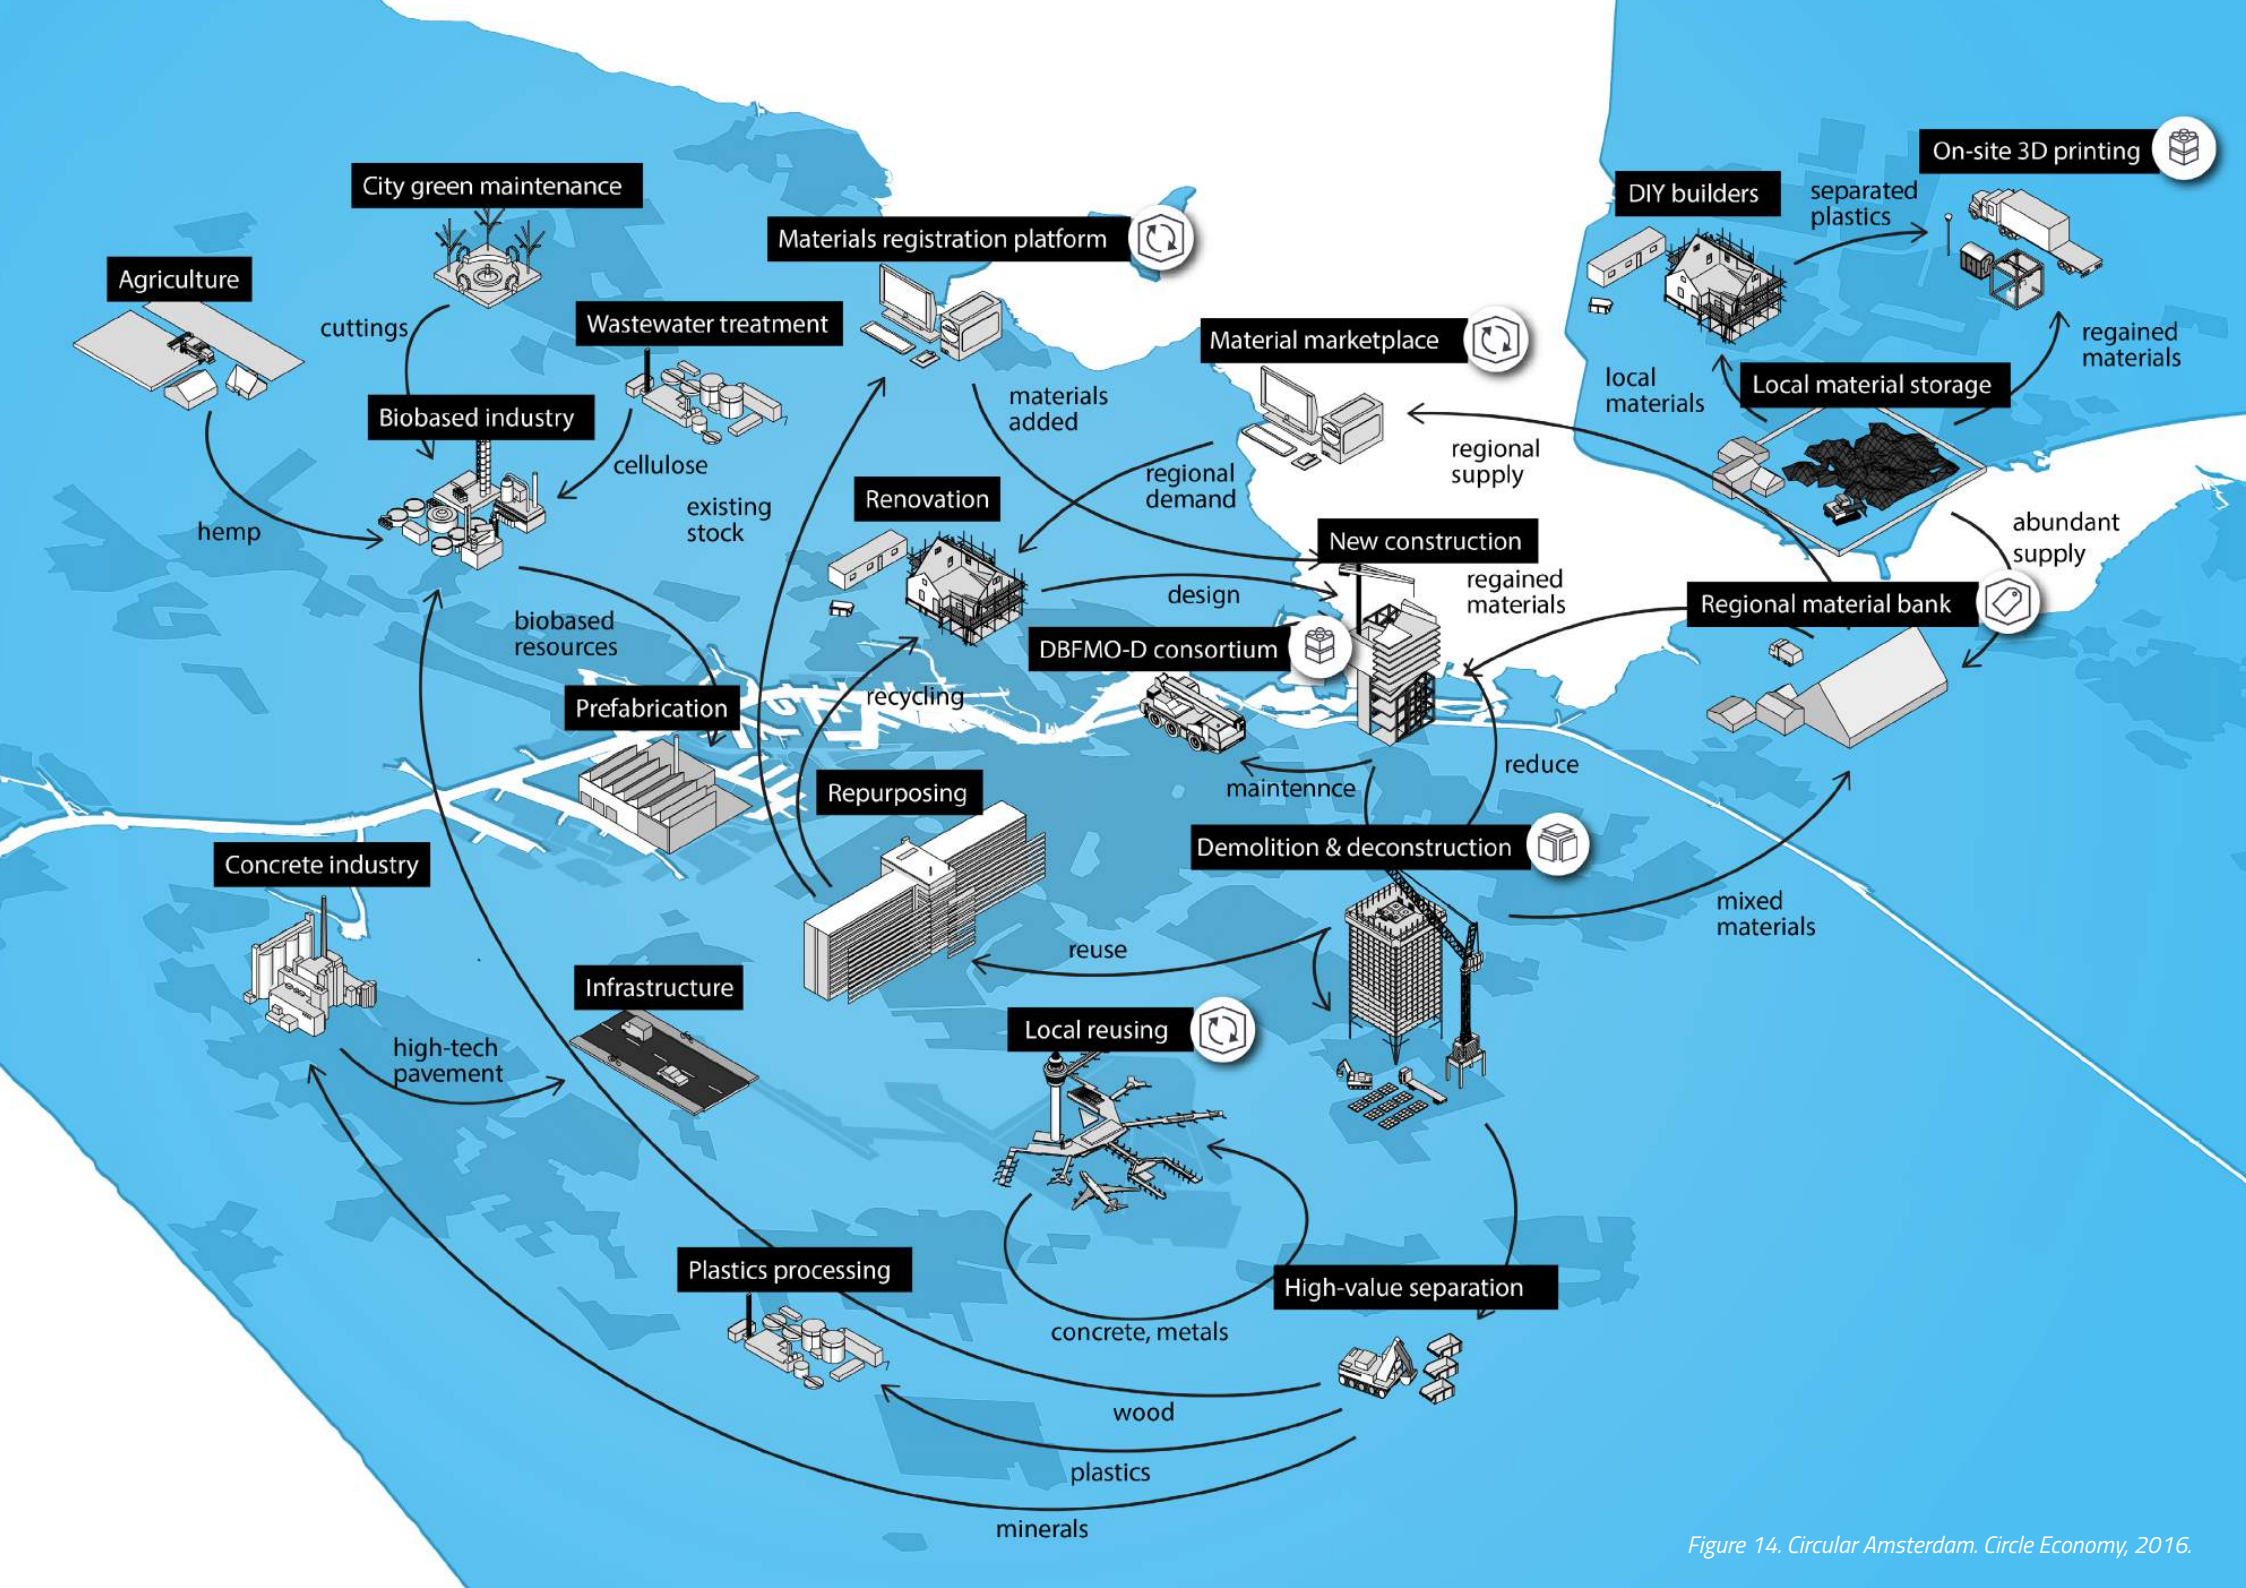 On-site 3D printing
City green maintenance
DIY builders
separated
plastics
Materials registration platform
Agriculture
cuttings
Wastewater treatment
Material marketplace
regained
materials
local
materials
Local material storage
materials
added
Biobased industry
cellulose
regional
supply
regional
demand
existing
stock
Renovation
hemp
abundant
supply
New construction
regained
materials
design
Regional material bank
biobased
resources
DBFMO-D consortium
Prefabrication
recycling
reduce
maintennce
Repurposing
Demolition & deconstruction
Concrete industry
mixed
materials
reuse
Infrastructure
Local reusing
high-tech
pavement
Plastics processing
High-value separation
concrete, metals
wood
plastics
minerals
Figure 14. Circular Amsterdam. Circle Economy, 2016.